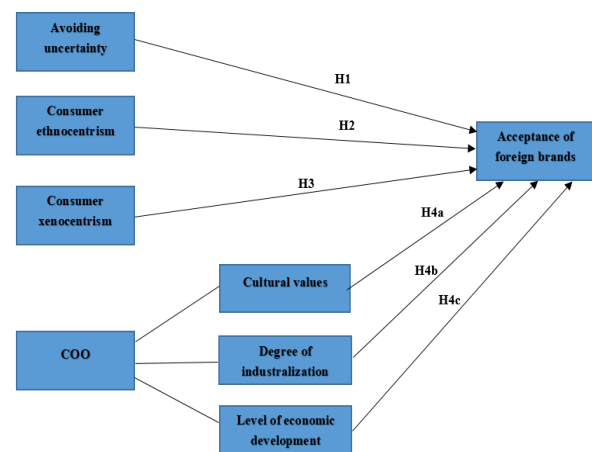 Avoiding
uncertainty
H1
Consumer
ethnocentrism
H2
Acceptance of
foreign brands
Consumer
xenocentrism
H3
H4a
Cultural values
H4b
H4c
COO
Degree of
industralization
Level of economic
development